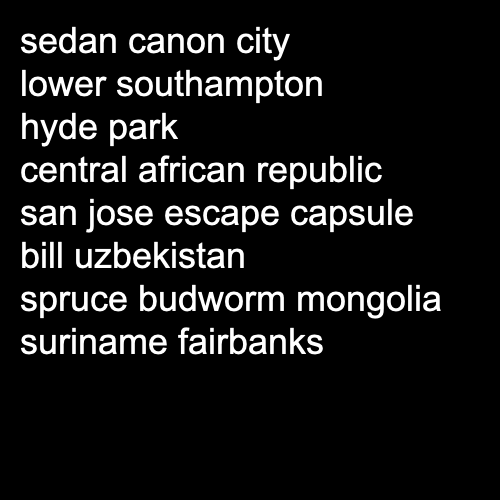 sedan canon city
lower southampton
hyde park
central african republic
san jose escape capsule
bill uzbekistan
spruce budworm mongolia
suriname fairbanks